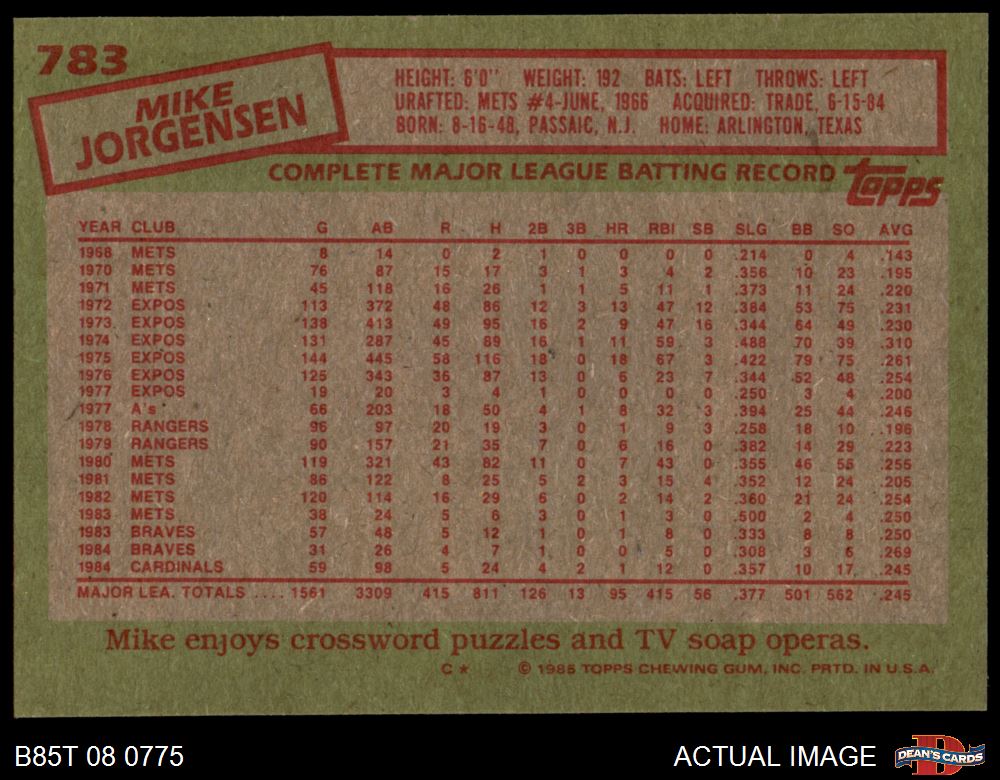 783
MIKE
JORGENSEN
HEIGHT: 6'0" WEIGHT: 192 BATS: LEFT THROWS: LEFT
DRAFTED: METS #4-JUNE, 1966 ACQUIRED: TRADE, 6-15-84
BORN: 8-16-48, PASSAIC, N.J. HOME: ARLINGTON, TEXAS
COMPLETE MAJOR LEAGUE BATTING RECORD topps
YEAR CLUB G AB R H 2B 3B HR RBI SB SLG BB SO AVG
1968 METS 8 14 0 2 1 0 0 0 0 .214 0 4 .143
1970 METS 76 87 15 17 3 1 3 4 2 .356 10 23 .195
1971 METS 45 118 16 26 1 1 5 11 1 .373 11 24 .220
1972 EXPOS 113 372 48 86 12 3 13 47 12 .384 53 75 .231
1973 EXPOS 138 413 49 95 16 2 9 47 16 .344 64 49 .230
1974 EXPOS 131 287 45 89 16 1 11 59 3 .488 70 39 .310
1975 EXPOS 144 445 58 116 18 0 18 67 3 .422 79 75 .261
1976 EXPOS 125 343 36 87 13 0 6 23 7 .344 52 48 .254
1977 EXPOS 19 20 3 4 1 0 0 0 0 .250 3 4 .200
1977 A's 66 203 18 50 4 1 8 32 3 .394 25 44 .246
1978 RANGERS 96 97 20 19 3 0 1 9 3 .258 18 10 .196
1979 RANGERS 90 157 21 35 7 0 6 16 0 .382 14 29 .223
1980 METS 119 321 43 82 11 0 7 43 0 .355 46 55 .255
1981 METS 86 122 8 25 5 2 3 15 4 .352 12 24 .205
1982 METS 120 114 16 29 6 0 2 14 2 .360 21 24 .254
1983 METS 38 24 5 6 3 0 1 3 0 .500 2 4 .250
1983 BRAVES 57 48 5 12 1 0 1 8 0 .333 8 8 .250
1984 BRAVES 31 26 4 7 1 0 0 5 0 .308 3 6 .269
1984 CARDINALS 59 98 5 24 4 2 1 12 0 .357 10 17 .245
MAJOR LEA. TOTALS .... 1561 3309 415 811 126 13 95 415 56 .377 501 562 .245
Mike enjoys crossword puzzles and TV soap operas.
C * © 1985 TOPPS CHEWING GUM, INC. PRTD. IN U.S.A.
B85T 08 0775 ACTUAL IMAGE DEAN'S CARDS